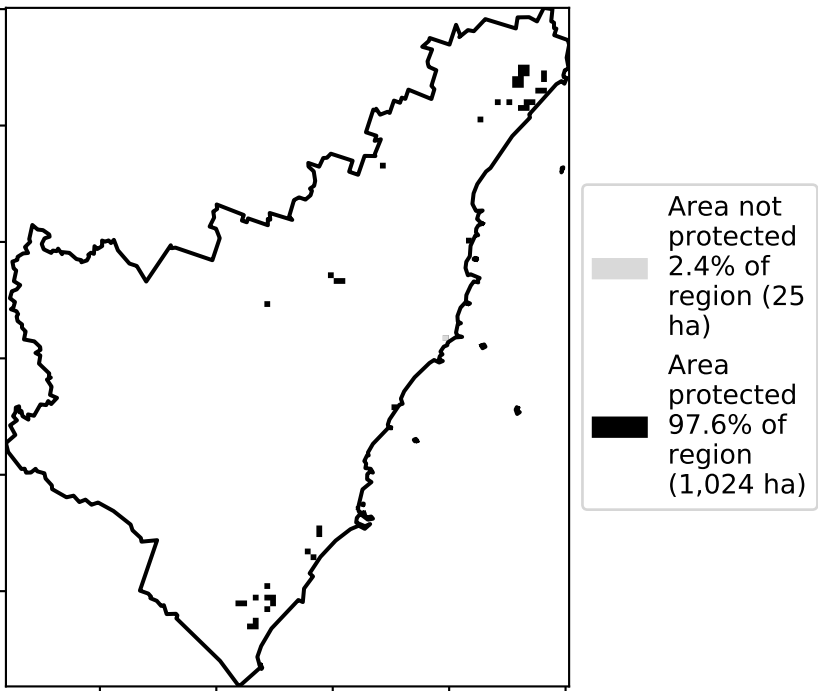 Area not
protected
2.4% of
region (25
ha)
Area
protected
97.6% of
region
(1,024 ha)